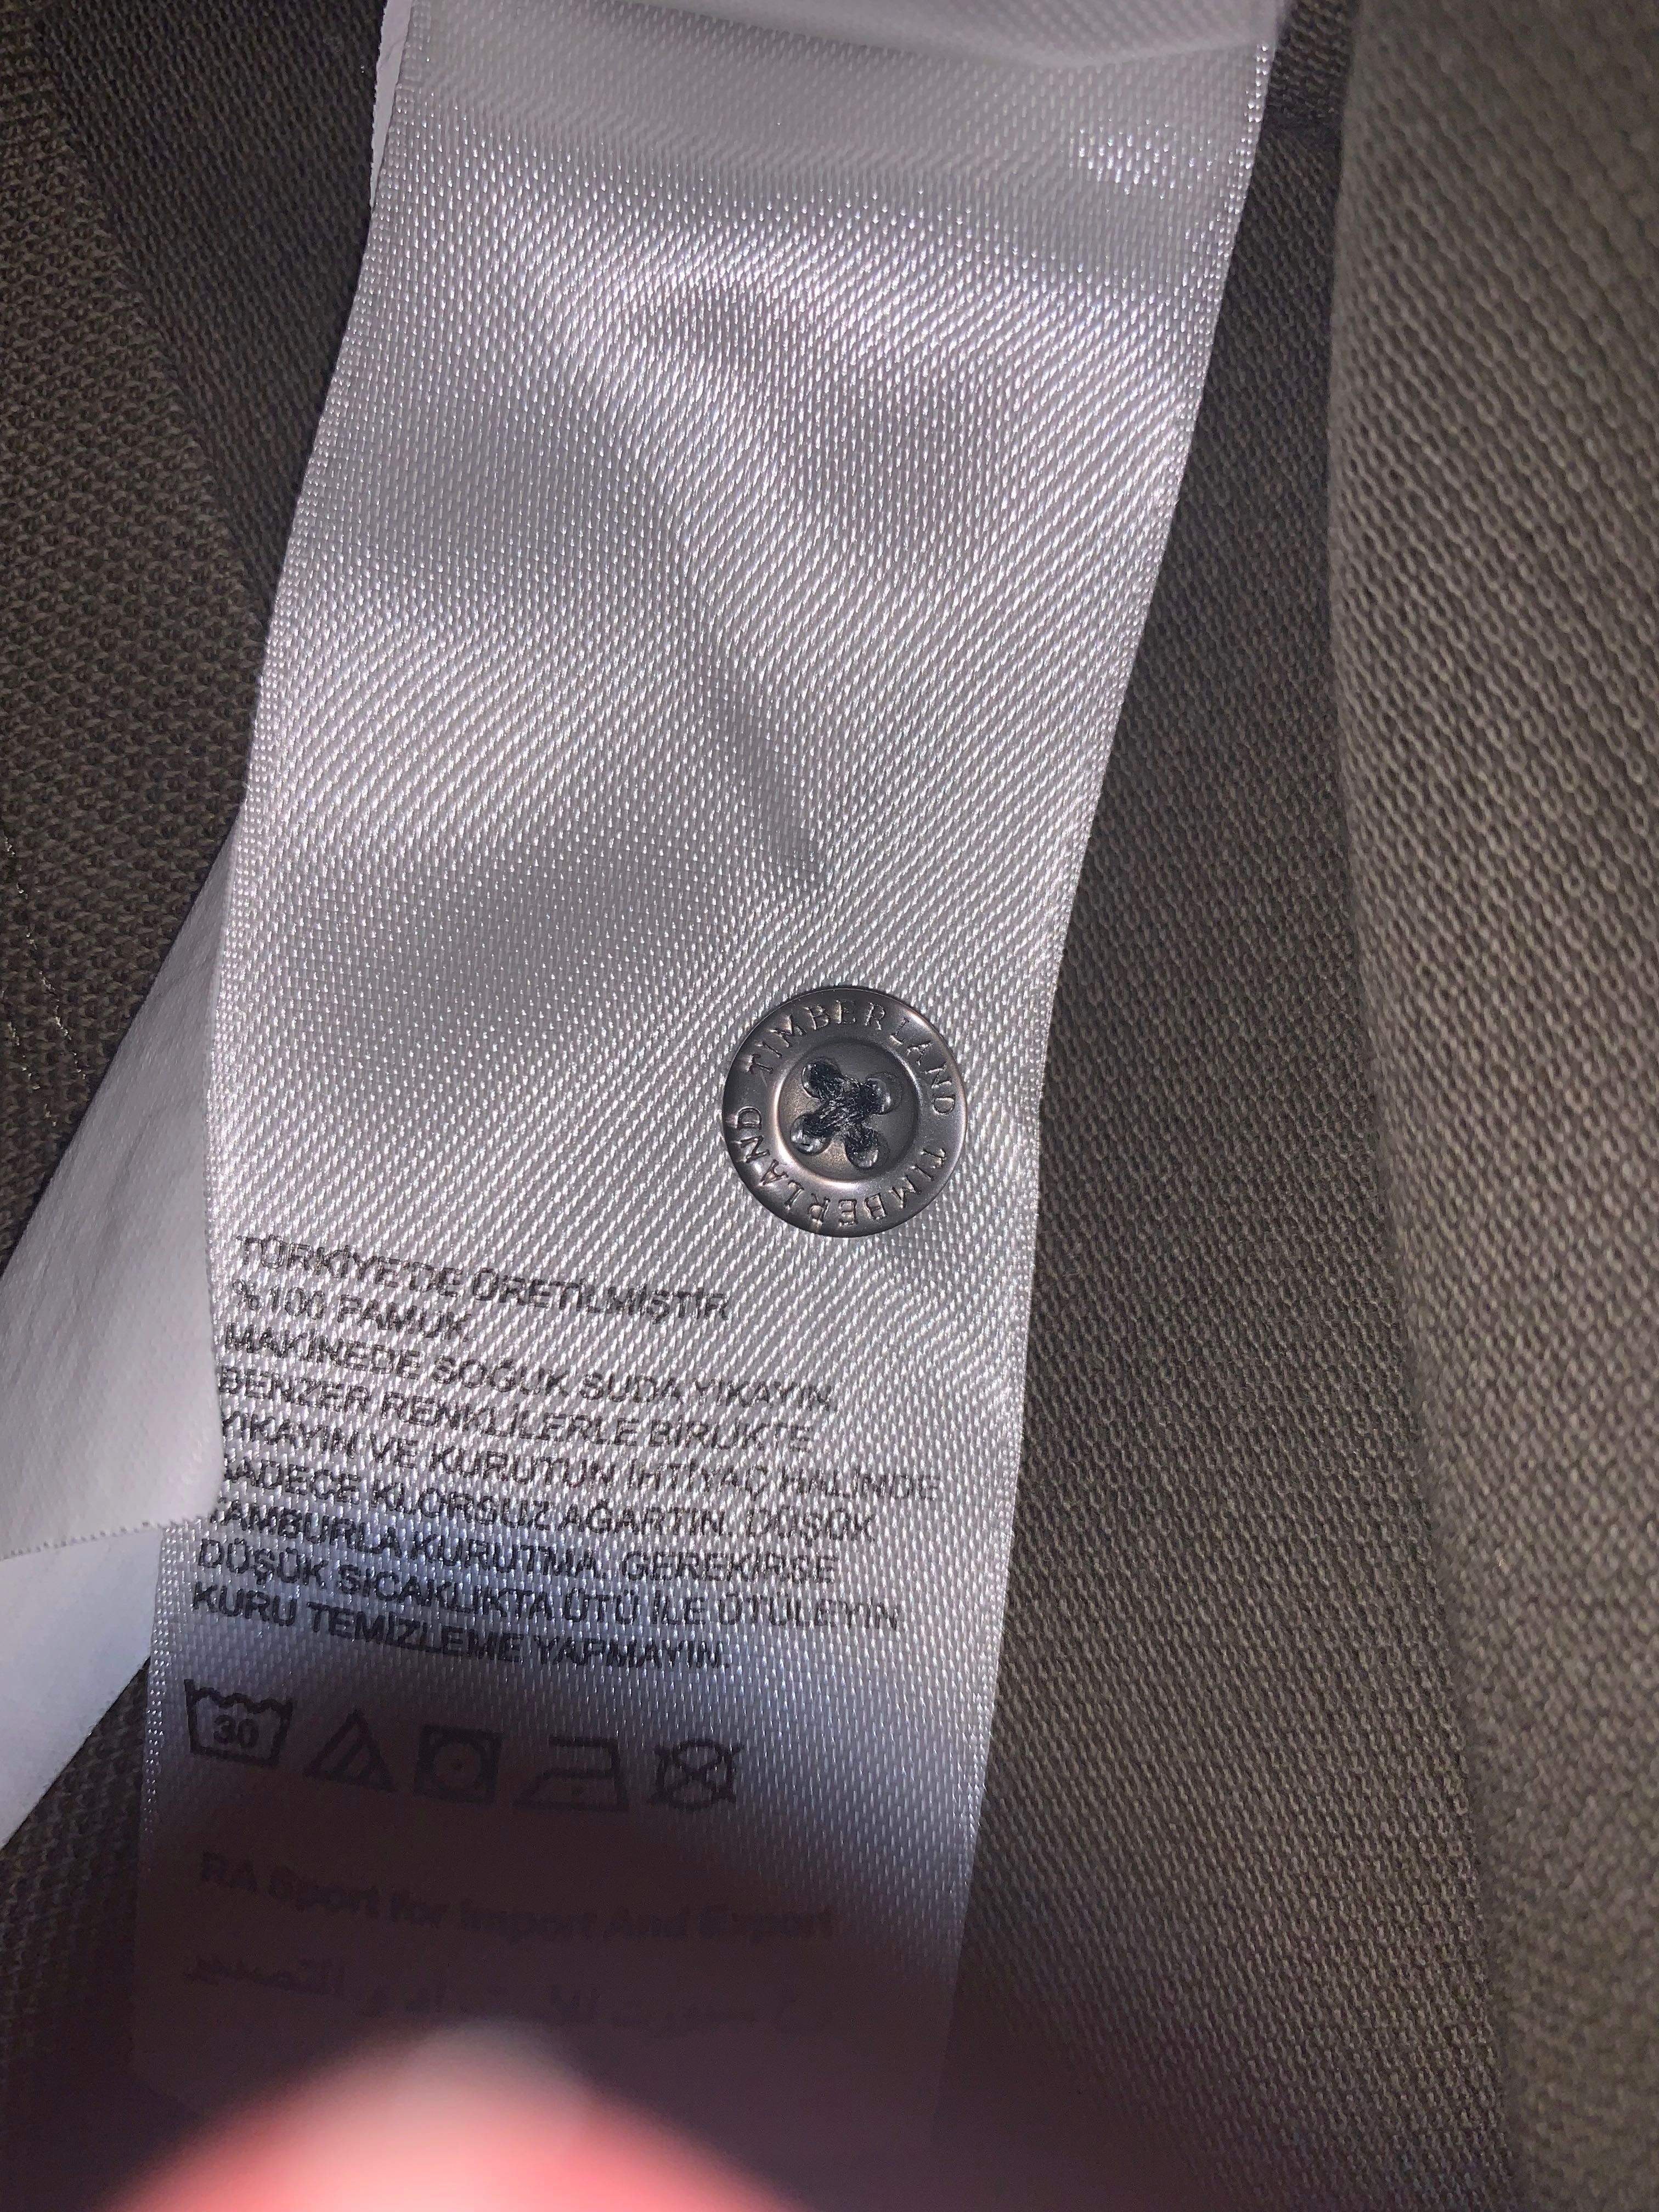 TIMBERLAND TIMBERLAND
TÜRKİYE'DE ÜRETİLMİŞTİR
%100 PAMUK.
MAKİNEDE SOĞUK SUDA YIKAYIN.
BENZER RENKLİLERLE BİRLİKTE
YIKAYIN VE KURUTUN İHTİYAÇ HALİNDE
SADECE KLORSUZ AĞARTIN. DÜŞÜK
TAMBURLA KURUTMA. GEREKİRSE
DÜŞÜK SICAKLIKTA ÜTÜ İLE ÜTÜLEYİN
KURU TEMİZLEME YAPMAYIN.
30
RA Sport for Import And Export
والتصدير